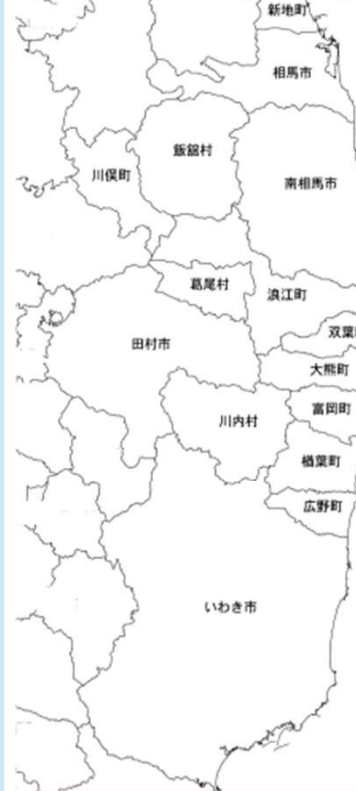 新地町
相馬市
飯舘村
川俣町
南相馬市
葛尾村
浪江町
双葉
田村市
大熊町
富岡町
川内村
楢葉町
広野町
いわき市